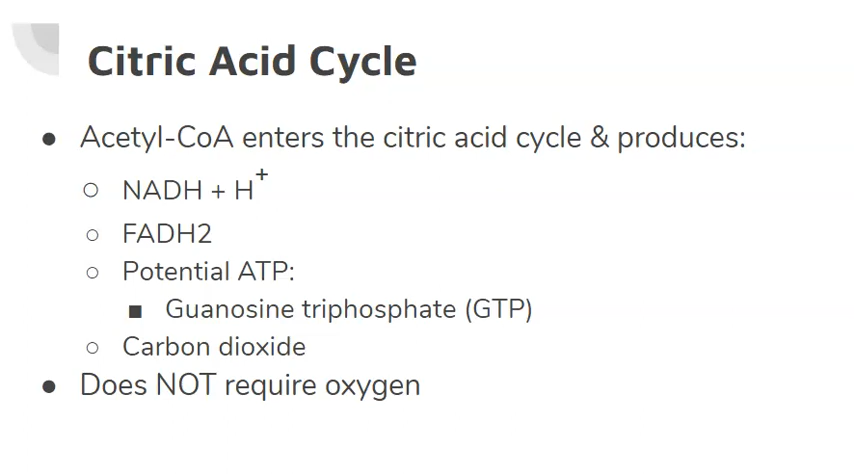 Citric Acid Cycle
● Acetyl-CoA enters the citric acid cycle & produces:
○ NADH + H⁺
○ FADH2
○ Potential ATP:
■ Guanosine triphosphate (GTP)
○ Carbon dioxide
● Does NOT require oxygen